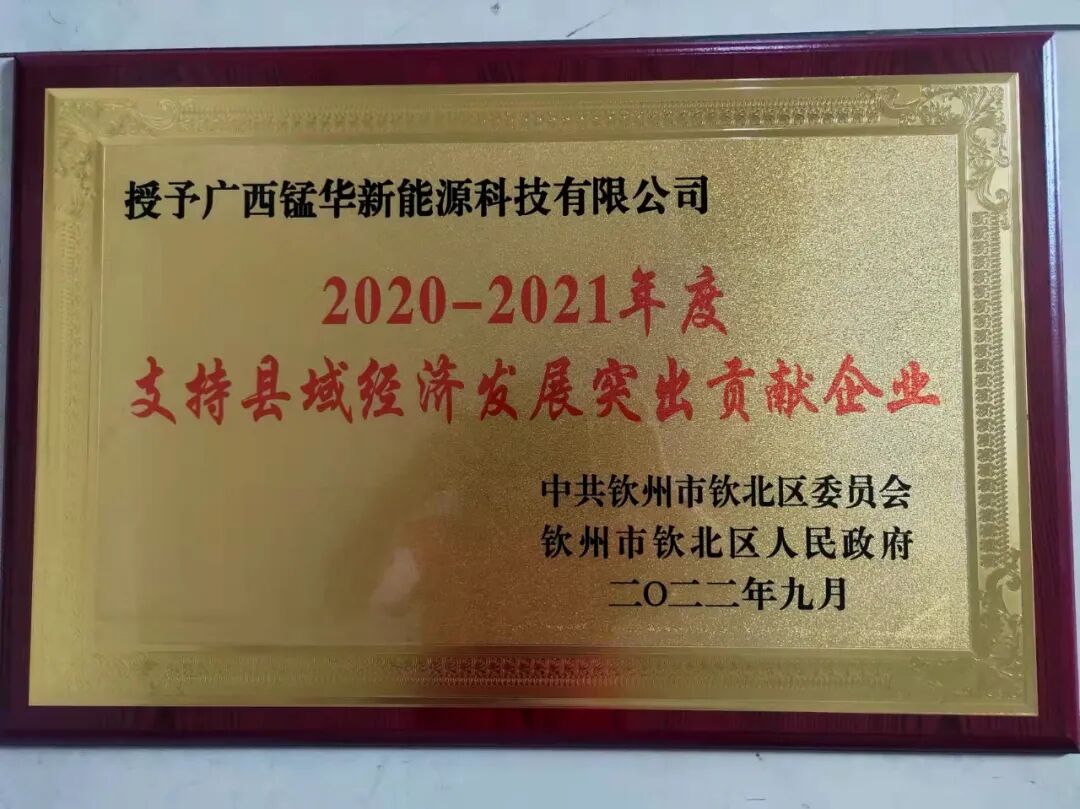 授予广西锰华新能源科技有限公司
2020-2021年度
支持县域经济发展突出贡献企业
中共钦州市钦北区委员会
钦州市钦北区人民政府
二〇二二年九月